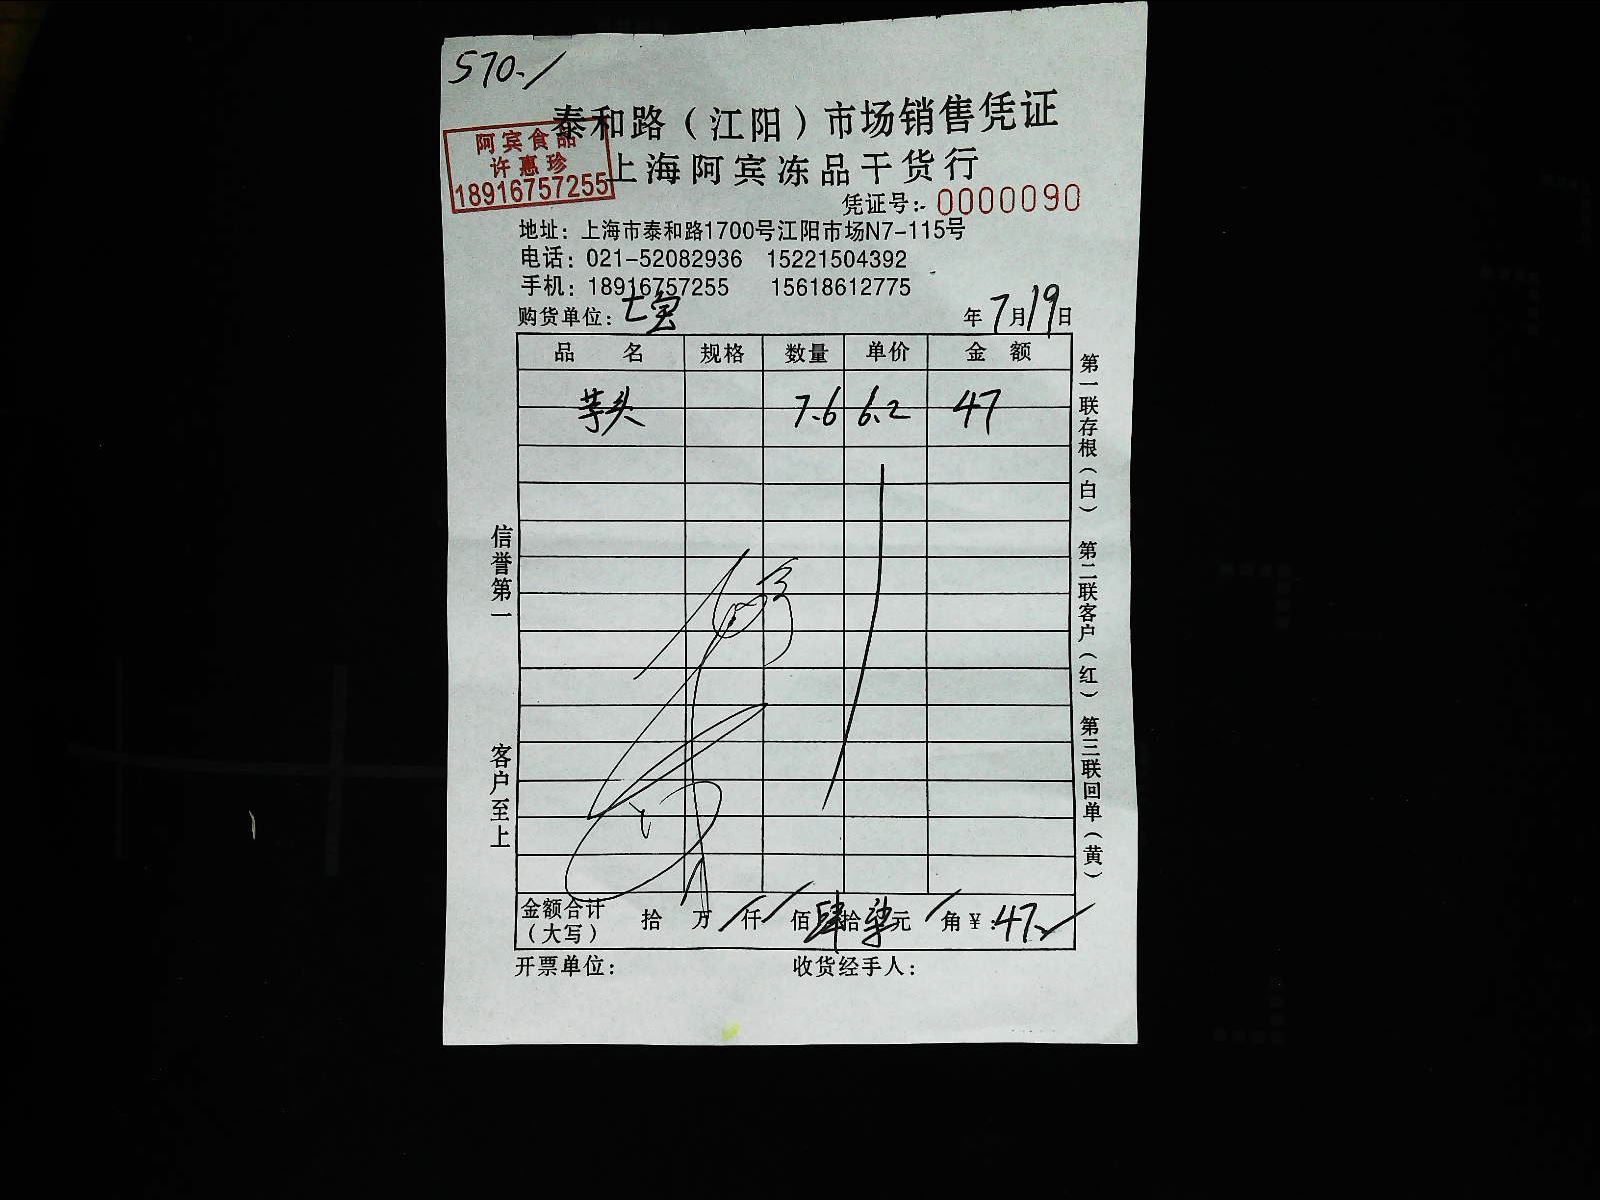 570./
泰和路（江阳）市场销售凭证
阿宾食品
许惠珍
18916757255
上海阿宾冻品干货行
凭证号: 0000090
地址：上海市泰和路1700号江阳市场N7-115号
电话：021-52082936 15221504392
手机：18916757255 15618612775
购货单位: 七宝 年7月19日
品 名 规格 数量 单价 金 额
芋头 7.6 6.2 47
信誉第一
客户至上
第一联存根（白） 第二联客户（红） 第三联回单（黄）
金额合计（大写） 拾 万 仟 佰 肆拾 柒元 角 ¥:47.
开票单位: 收货经手人: